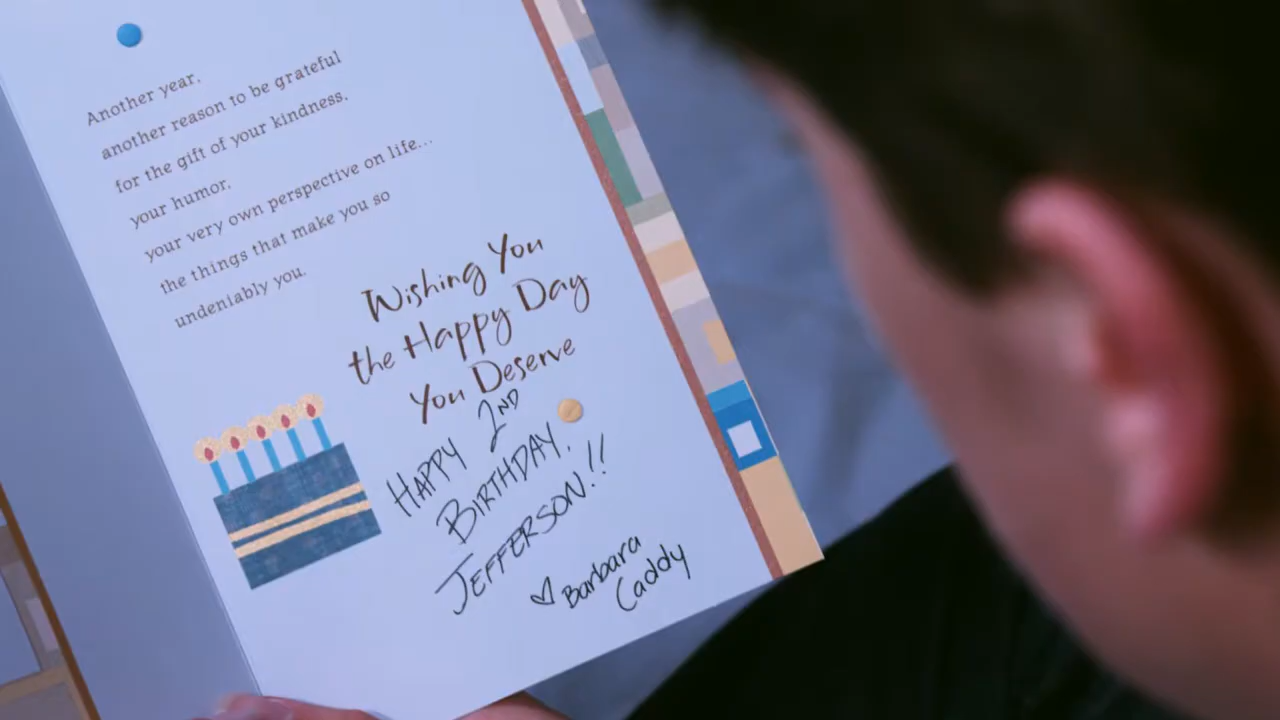 Another year,
another reason to be grateful
for the gift of your kindness,
your humor,
your very own perspective on life...
the things that make you so
undeniably you.
Wishing You
the Happy Day
You Deserve
HAPPY 2ND
BIRTHDAY.
JEFFERSON!!
♡ Barbara
Caddy